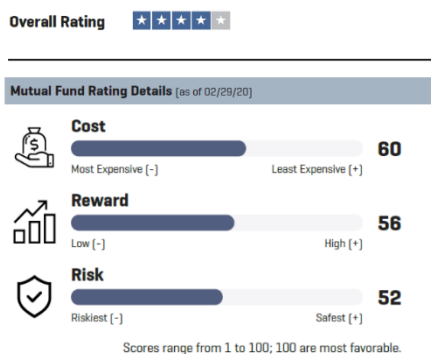 Overall Rating
Mutual Fund Rating Details (as of 02/29/20)
Cost
60
Most Expensive (-) Least Expensive (+)
Reward
56
Low (-) High (+)
Risk
52
Riskiest (-) Safest (+)
Scores range from 1 to 100; 100 are most favorable.